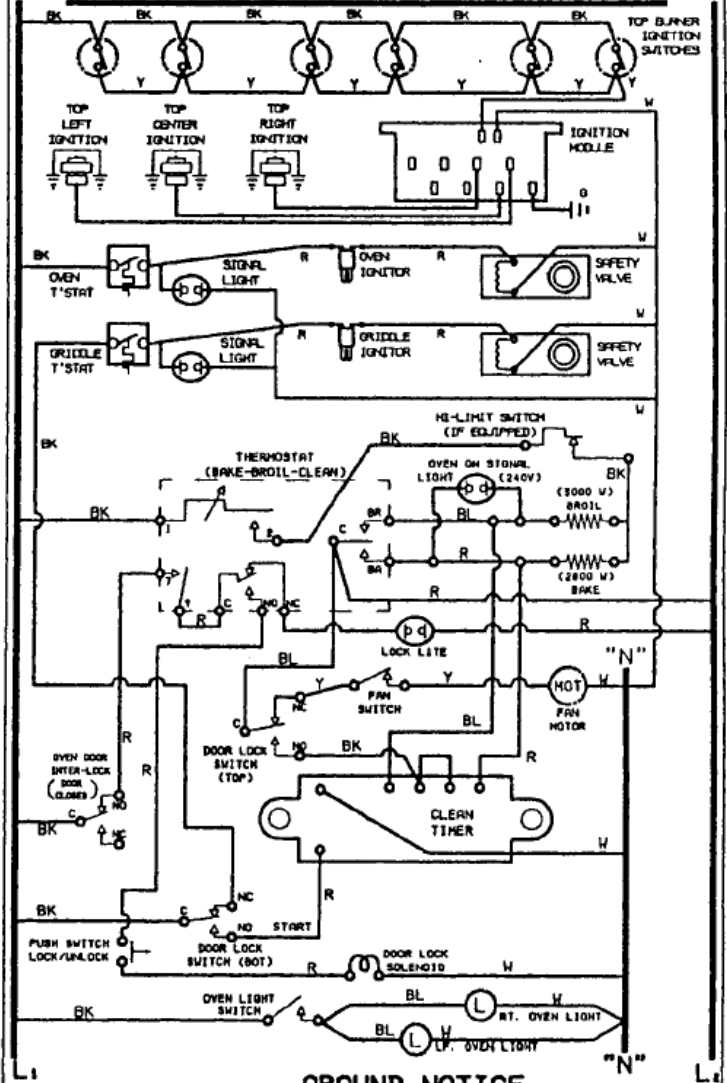 BK BK BK BK BK
TOP BURNER
IGNITION
SWITCHES
Y Y Y Y Y
W
TOP
LEFT
IGNITION
TOP
CENTER
IGNITION
TOP
RIGHT
IGNITION
IGNITION
MODULE
G
BK
OVEN
T'STAT
SIGNAL
LIGHT
R
OVEN
IGNITOR
R
W
SAFETY
VALVE
GRIDDLE
T'STAT
SIGNAL
LIGHT
R
GRIDDLE
IGNITOR
R
W
SAFETY
VALVE
W
BK
HI-LIMIT SWITCH
(IF EQUIPPED)
BK
THERMOSTAT
(BAKE-BROIL-CLEAN)
OVEN ON SIGNAL
LIGHT (240V)
BK
(3000 W)
BROIL
BK
1
2
C
BR
BL
BA
R
(2800 W)
BAKE
R
7
Y C NO NC
R
LOCK LITE
R
BL
"N"
Y
FAN
SWITCH
Y
MOT
W
FAN
MOTOR
NC
C
NO
DOOR LOCK
SWITCH
(TOP)
BK
BL
R
R
R
OVEN DOOR
INTER-LOCK
(DOOR
CLOSED)
NO
C
NC
BK
CLEAN
TIMER
W
R
BK
C
NC
NO
START
DOOR LOCK
SWITCH (BOT)
PUSH SWITCH
LOCK/UNLOCK
R
DOOR LOCK
SOLENOID
W
OVEN LIGHT
SWITCH
BK
BL
L
W
RT. OVEN LIGHT
BL
L
W
LF. OVEN LIGHT
L1
"N"
GROUND NOTICE